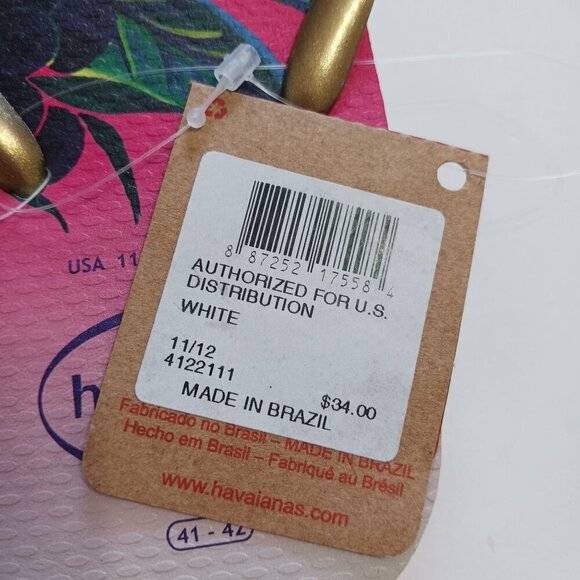 8 87252 17558 4
AUTHORIZED FOR U.S.
DISTRIBUTION
WHITE
11/12
4122111
$34.00
MADE IN BRAZIL
Fabricado no Brasil – MADE IN BRAZIL
Hecho em Brasil – Fabriqué au Brésil
www.havaianas.com
USA 11
h
41 - 42